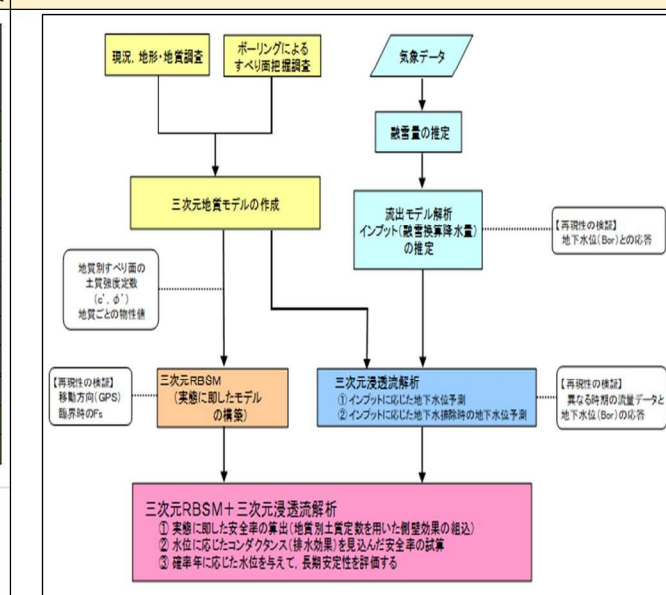 現況，地形・地質調査
ボーリングによる
すべり面把握調査
気象データ
融雪量の推定
三次元地質モデルの作成
流出モデル解析
インプット(融雪換算降水量)
の推定
【再現性の検証】
地下水位(Bor)との応答
地質別すべり面の
土質強度定数
(c', φ')
地質ごとの物性値
【再現性の検証】
移動方向(GPS)
臨界時のFs
三次元RBSM
(実態に即したモデル
の構築)
三次元浸透流解析
① インプットに応じた地下水位予測
② インプットに応じた地下水排除時の地下水位予測
【再現性の検証】
異なる時期の流量データと
地下水位(Bor)の応答
三次元RBSM＋三次元浸透流解析
① 実態に即した安全率の算出(地質別土質定数を用いた側壁効果の組込)
② 水位に応じたコンダクタンス(排水効果)を見込んだ安全率の試算
③ 確率年に応じた水位を与えて，長期安定性を評価する